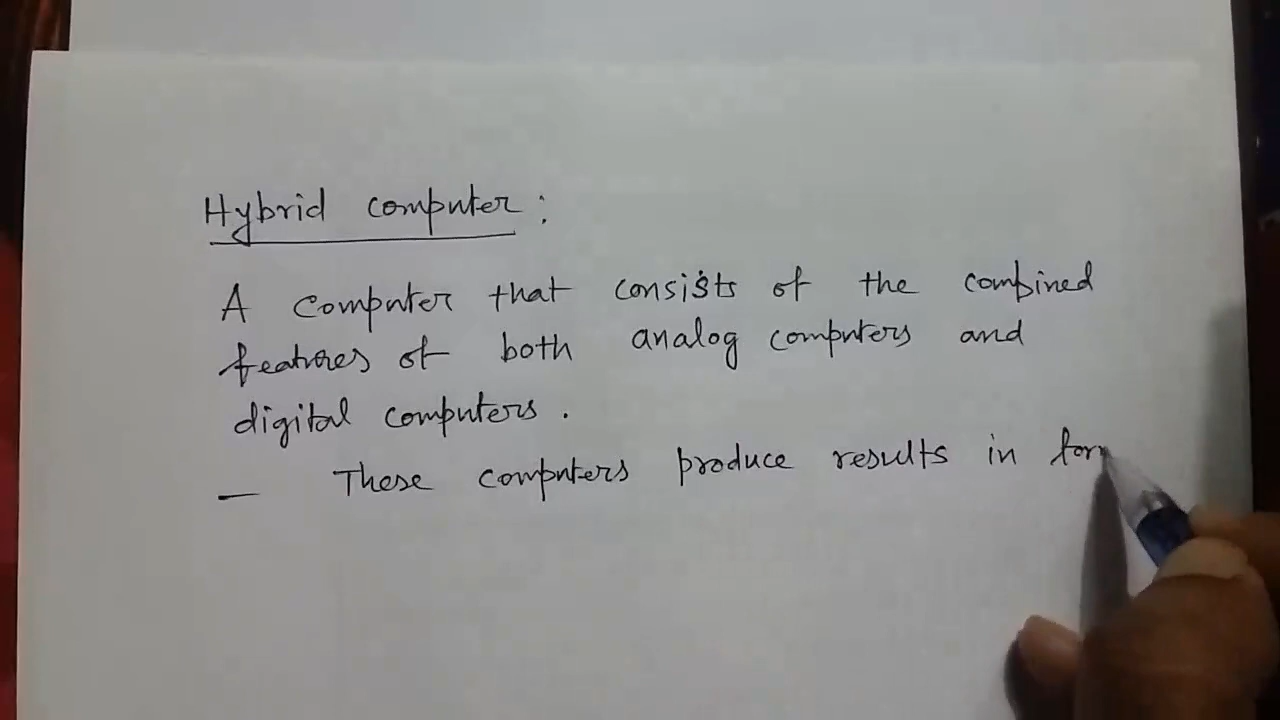 Hybrid computer :
A computer that consists of the combined
features of both analog computers and
digital computers .
— These computers produce results in for